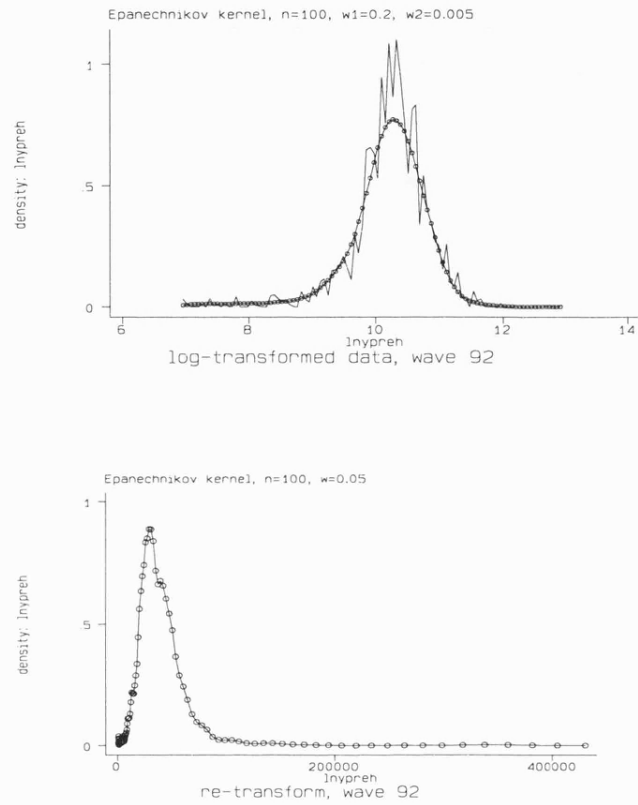 Epanechnikov kernel, n=100, w1=0.2, w2=0.005
1
density: lnypreh
.5
0
6 8 10 12 14
lnypreh
log-transformed data, wave 92
Epanechnikov kernel, n=100, w=0.05
1
density: lnypreh
.5
0
0 200000 400000
lnypreh
re-transform, wave 92